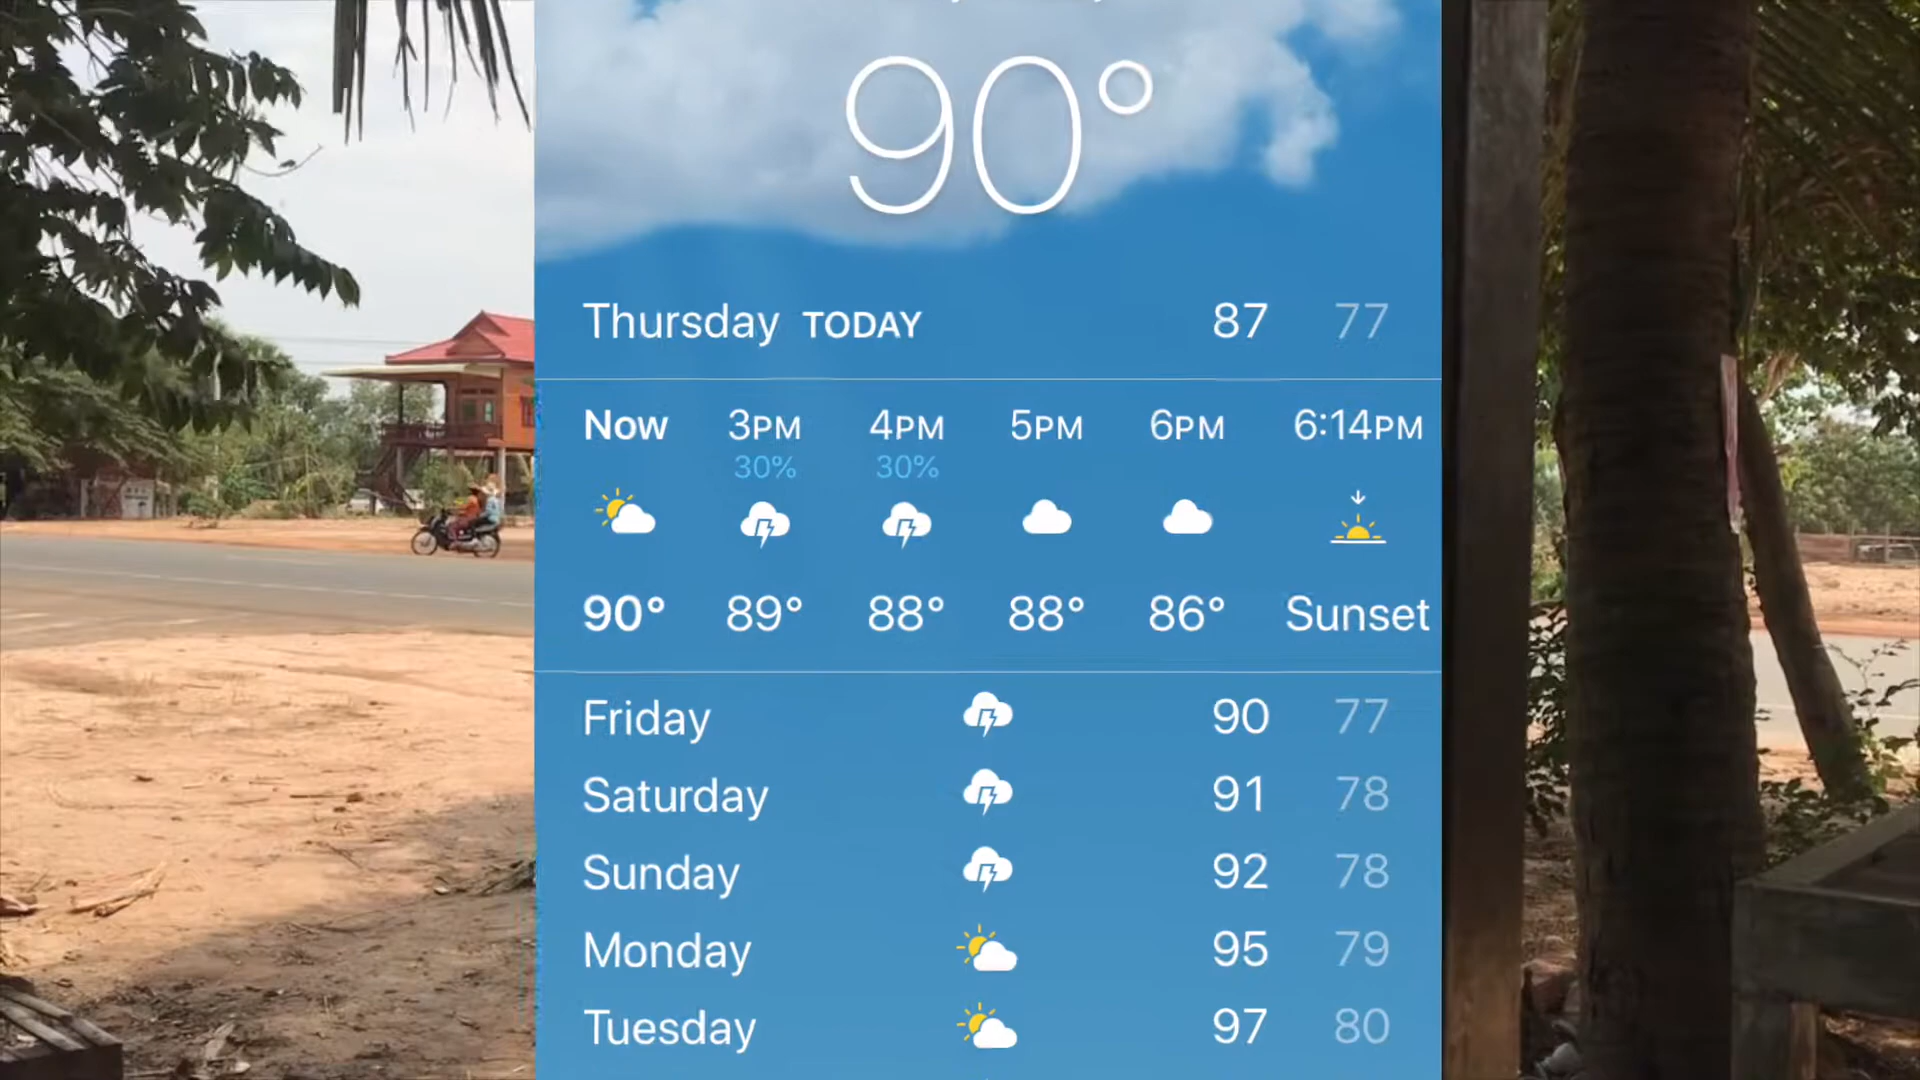 90°
Thursday TODAY 87 77
Now 3PM 4PM 5PM 6PM 6:14PM
30% 30%
90° 89° 88° 88° 86° Sunset
Friday 90 77
Saturday 91 78
Sunday 92 78
Monday 95 79
Tuesday 97 80